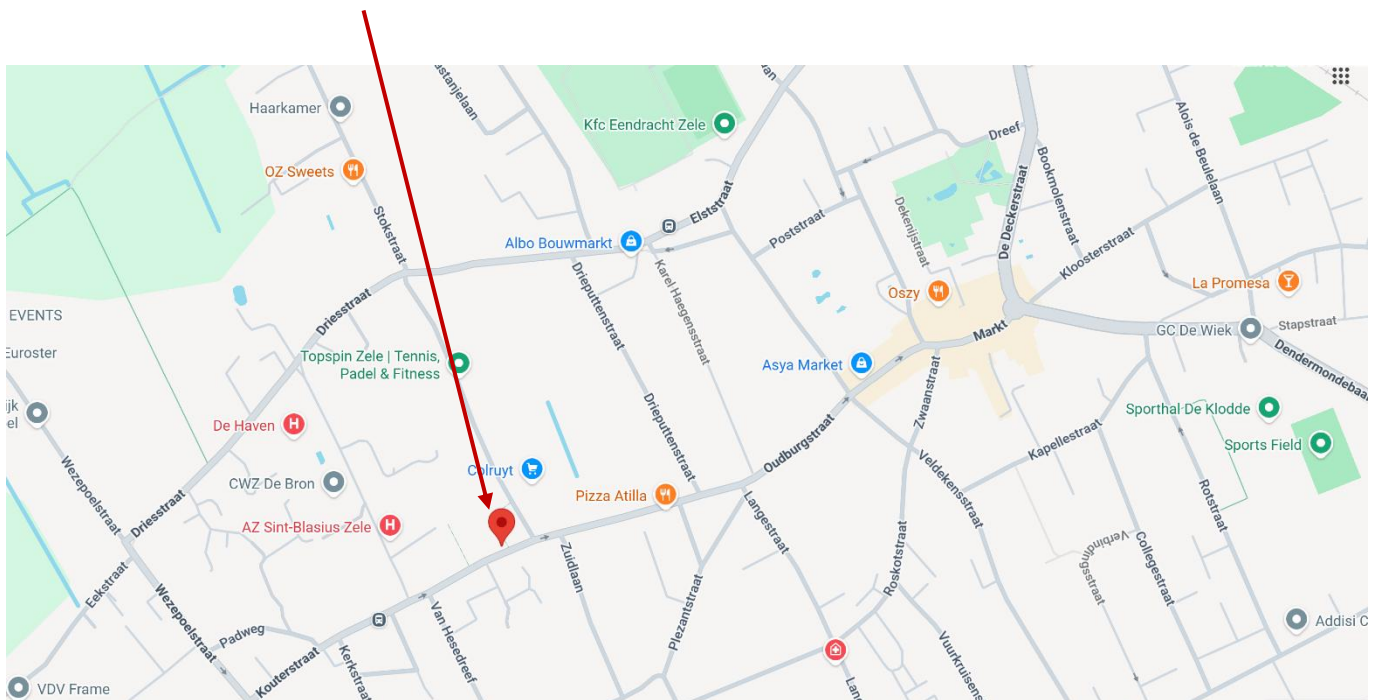 Haarkamer
OZ Sweets
Kfc Eendracht Zele
Dreef
Alois de Beulelaan
Bookmolenstraat
De Deckerstraat
Kloosterstraat
Dekenijstraat
Poststraat
Elststraat
Stokstraat
Albo Bouwmarkt
Karel Haegensstraat
Drieputtenstraat
Driesstraat
Oszy
Markt
La Promesa
GC De Wiek
Stapstraat
EVENTS
Euroster
Topspin Zele | Tennis,
Padel & Fitness
Asya Market
Drieputtenstraat
Zwaanstraat
Oudburgstraat
Sporthal De Klodde
Sports Field
Kapellestraat
De Haven
CWZ De Bron
AZ Sint-Blasius Zele
Colruyt
Pizza Atilla
Veldekensstraat
Langestraat
Rotstraat
Wezepoelstraat
Driesstraat
Eekstraat
Wezepoelstraat
Zuidlaan
Plezantstraat
Roskotstraat
Verbindingsstraat
Collegestraat
Padweg
Van Hesedreef
Kouterstraat
VDV Frame